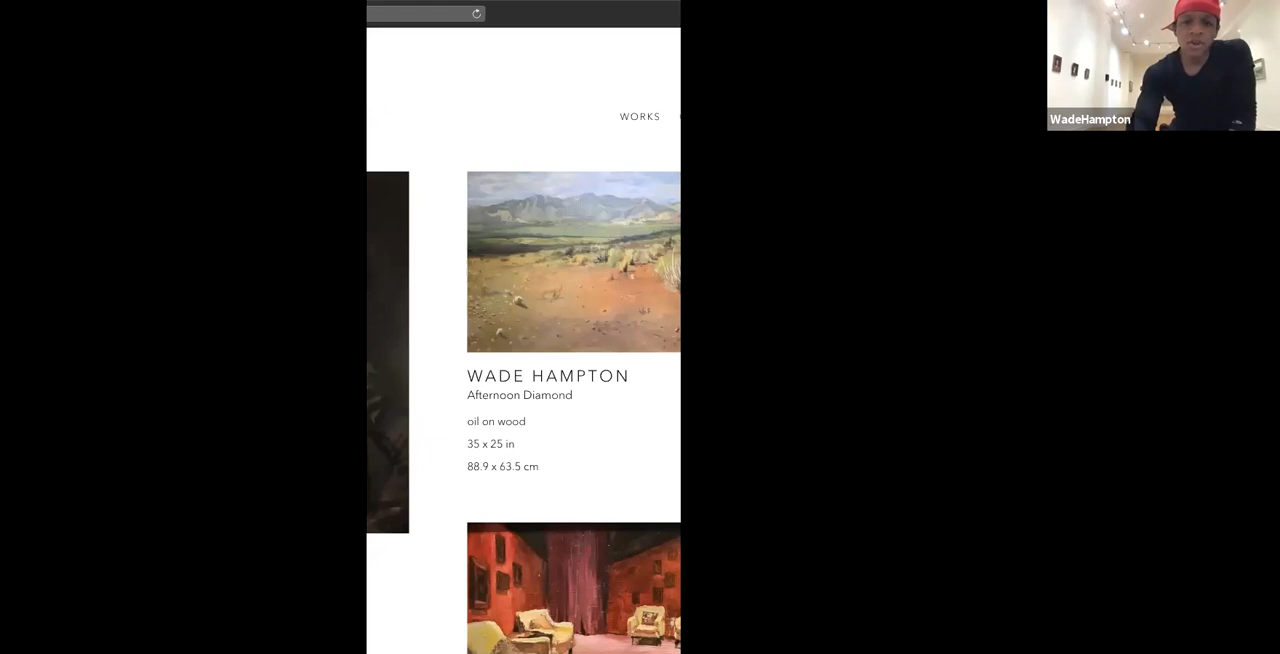 WORKS
WADE HAMPTON
Afternoon Diamond
oil on wood
35 x 25 in
88.9 x 63.5 cm
WadeHampton